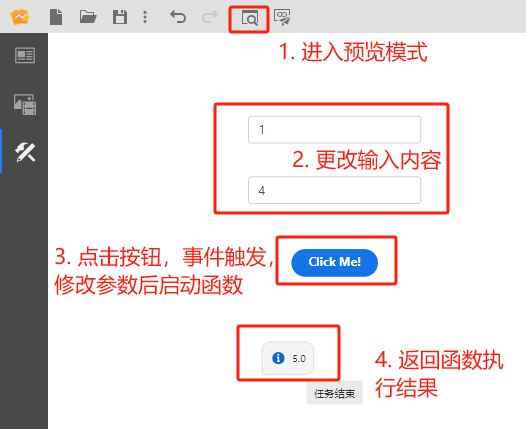 1. 进入预览模式
1
2. 更改输入内容
4
3. 点击按钮，事件触发，
修改参数后启动函数
Click Me!
5.0
4. 返回函数执
行结果
任务结束